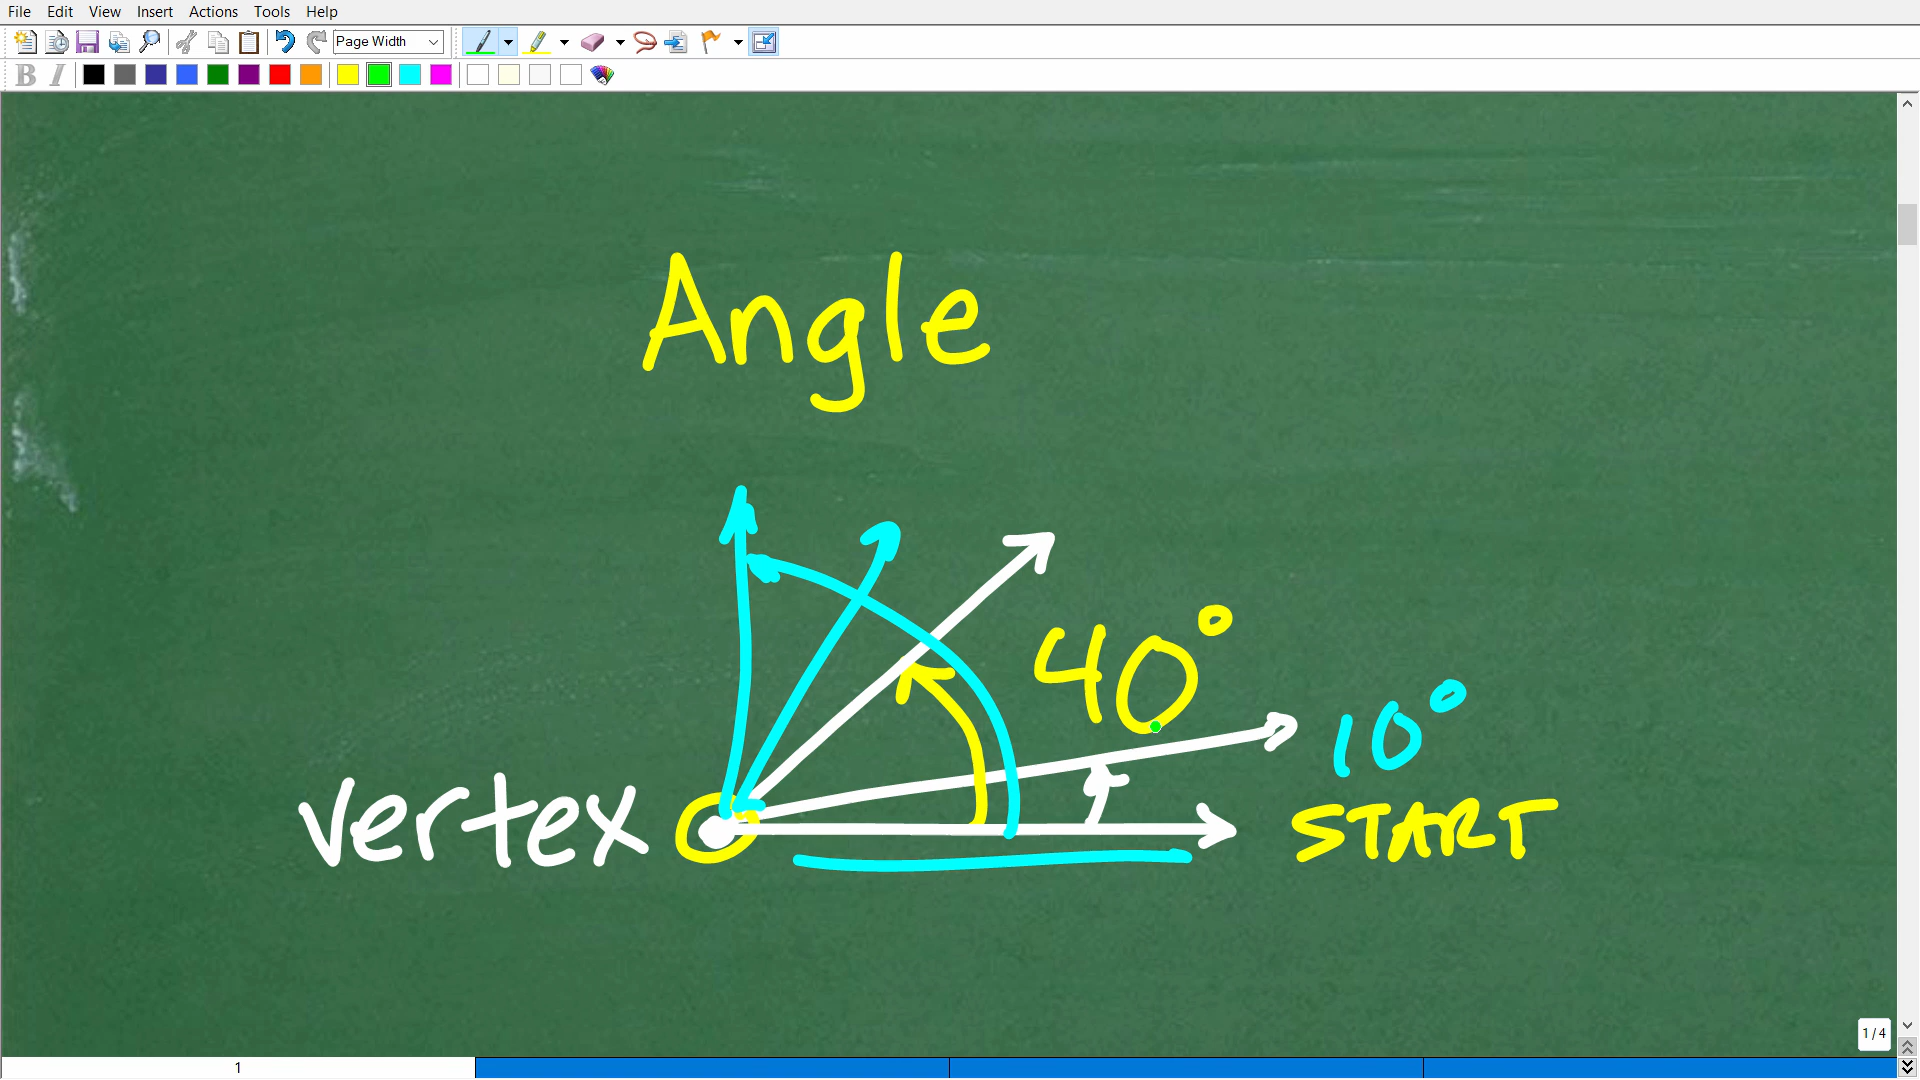 File Edit View Insert Actions Tools Help
Page Width
B I
Angle
40°
10°
vertex
START
1 / 4
1